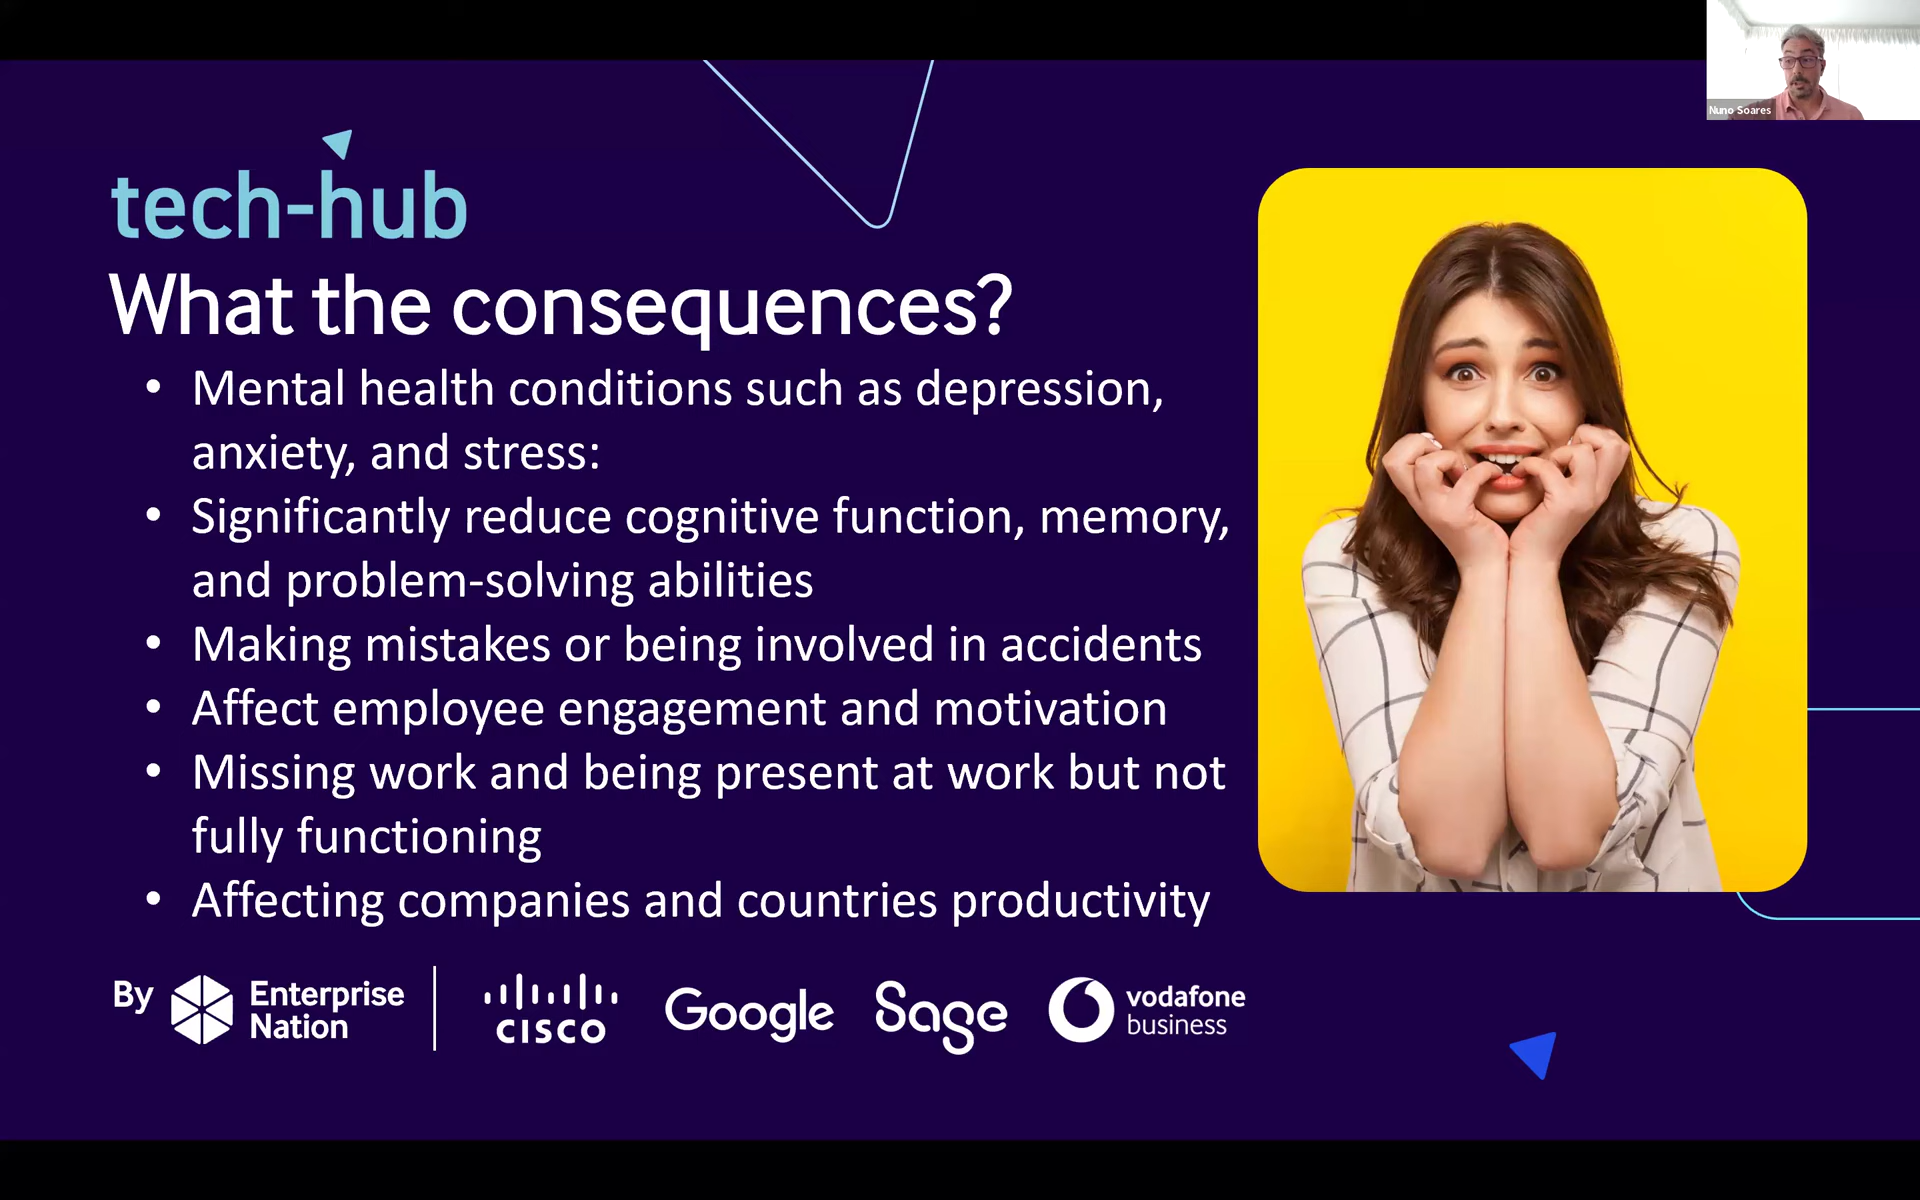 Nuno Soares
tech-hub
What the consequences?
• Mental health conditions such as depression,
anxiety, and stress:
• Significantly reduce cognitive function, memory,
and problem-solving abilities
• Making mistakes or being involved in accidents
• Affect employee engagement and motivation
• Missing work and being present at work but not
fully functioning
• Affecting companies and countries productivity
By Enterprise
Nation
CISCO
Google
Sage
vodafone
business